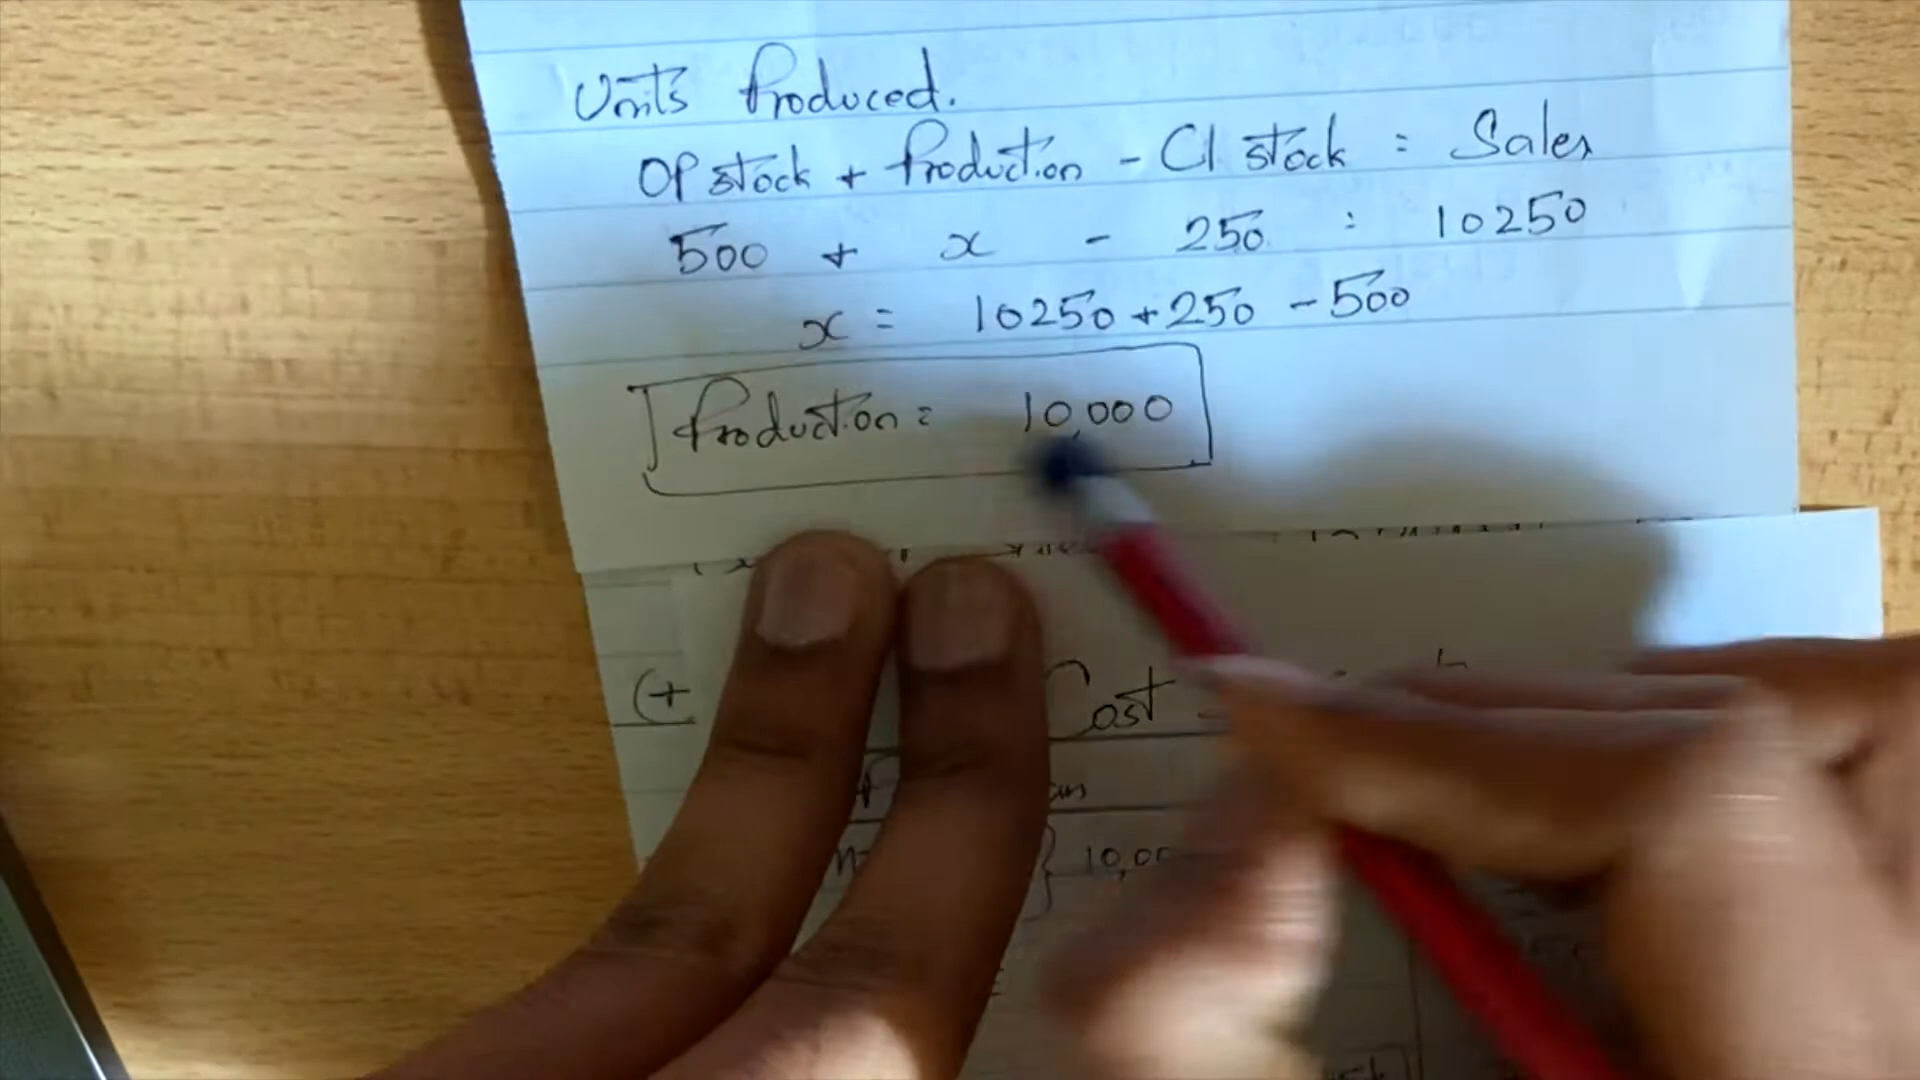 Units Produced.
OP stock + Production - Cl stock = Sales
500 + x - 250 = 10250
x = 10250 + 250 - 500
Production = 10,000
(+
Cost
10,00